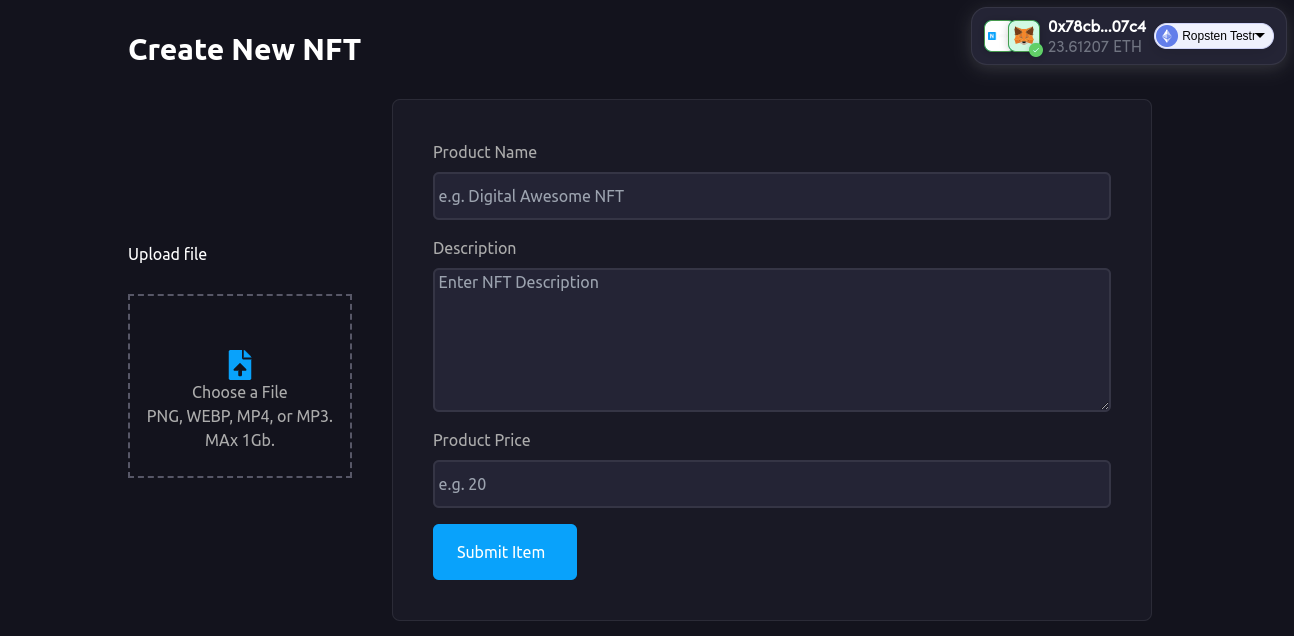 Create New NFT
0x78cb...07c4
23.61207 ETH
Ropsten Testr
Product Name
e.g. Digital Awesome NFT
Description
Enter NFT Description
Upload file
Choose a File
PNG, WEBP, MP4, or MP3.
MAx 1Gb.
Product Price
e.g. 20
Submit Item